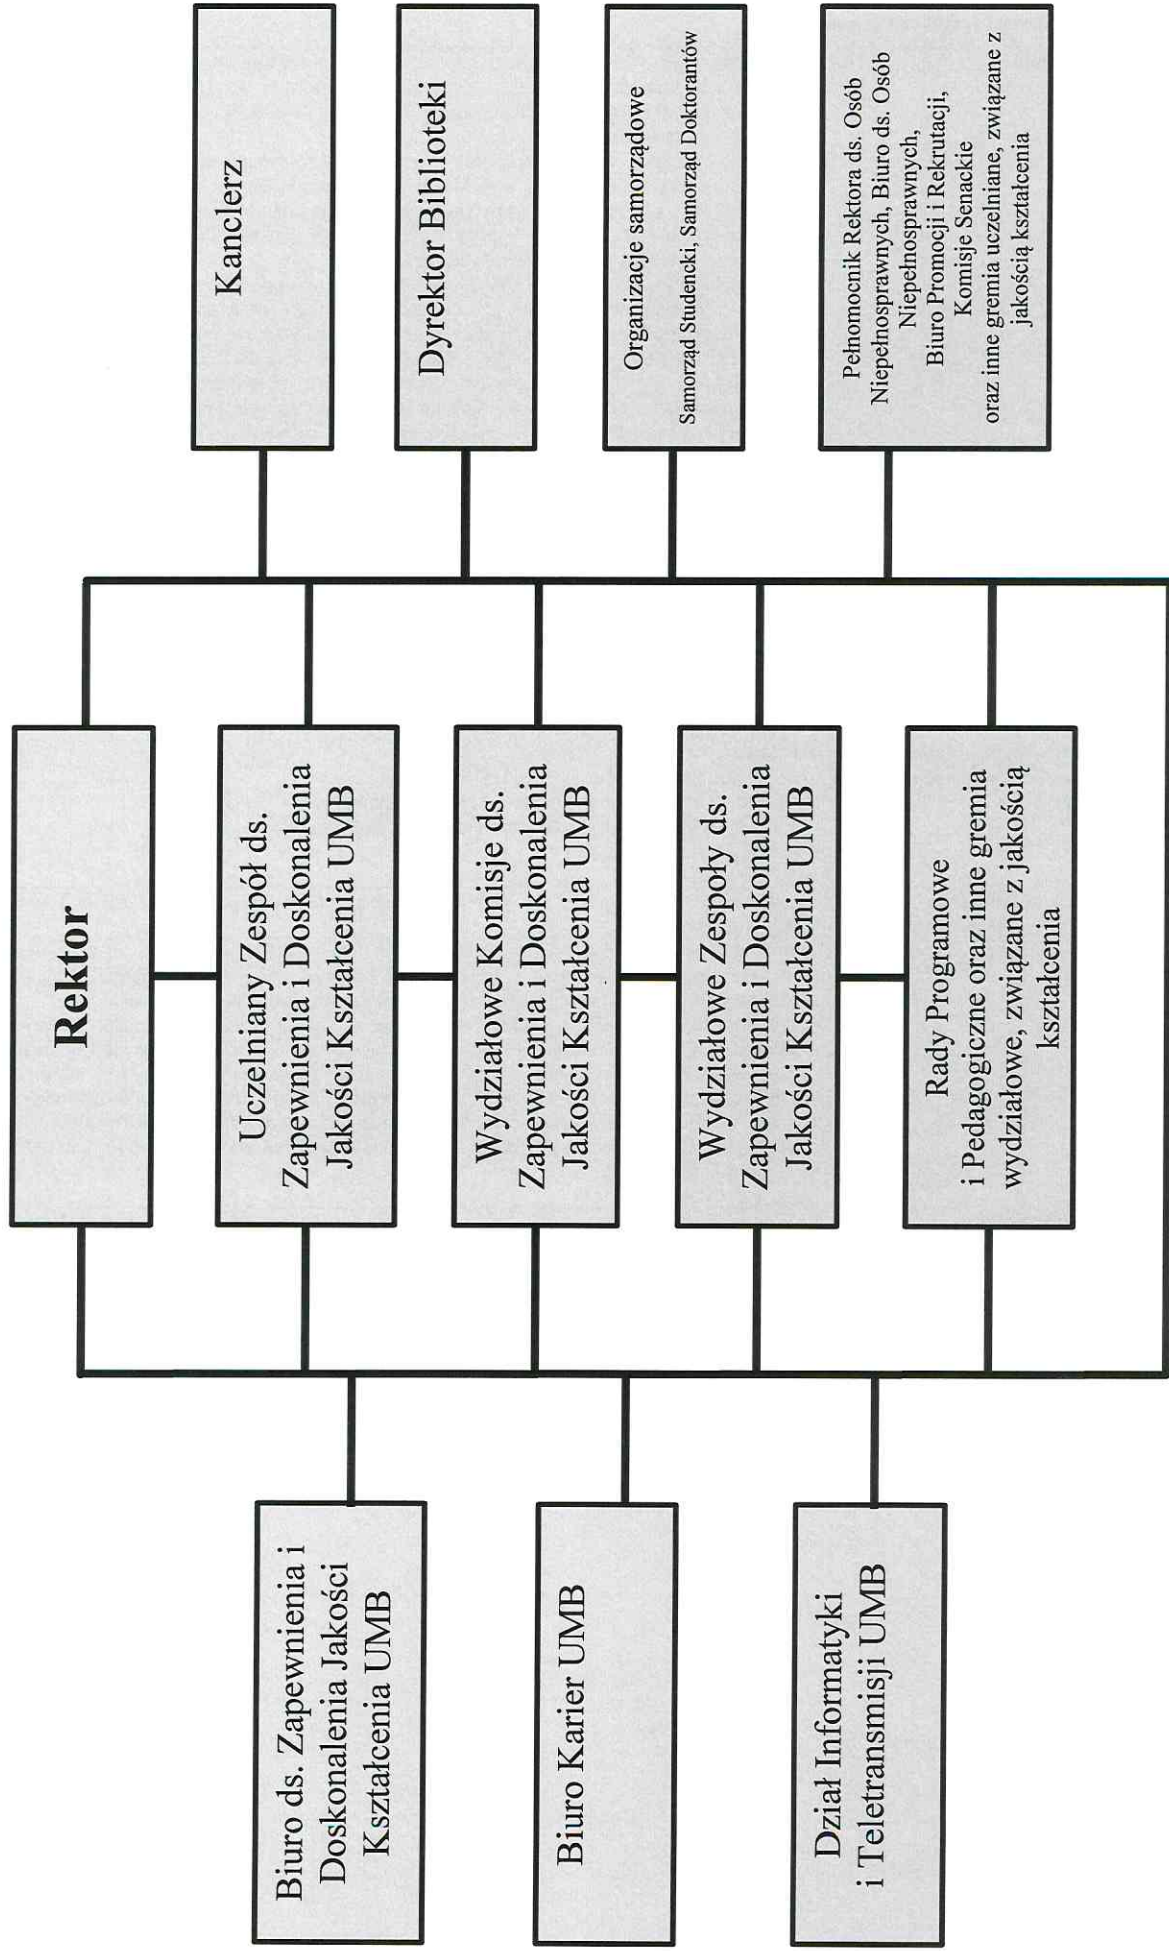 Rektor
Uczelniany Zespół ds.
Zapewnienia i Doskonalenia
Jakości Kształcenia UMB
Wydziałowe Komisje ds.
Zapewnienia i Doskonalenia
Jakości Kształcenia UMB
Wydziałowe Zespoły ds.
Zapewnienia i Doskonalenia
Jakości Kształcenia UMB
Rady Programowe
i Pedagogiczne oraz inne gremia
wydziałowe, związane z jakością
kształcenia
Biuro ds. Zapewnienia i
Doskonalenia Jakości
Kształcenia UMB
Biuro Karier UMB
Dział Informatyki
i Teletransmisji UMB
Kanclerz
Dyrektor Biblioteki
Organizacje samorządowe
Samorząd Studencki, Samorząd Doktorantów
Pełnomocnik Rektora ds. Osób
Niepełnosprawnych, Biuro ds. Osób
Niepełnosprawnych,
Biuro Promocji i Rekrutacji,
Komisje Senackie
oraz inne gremia uczelniane, związane z
jakością kształcenia